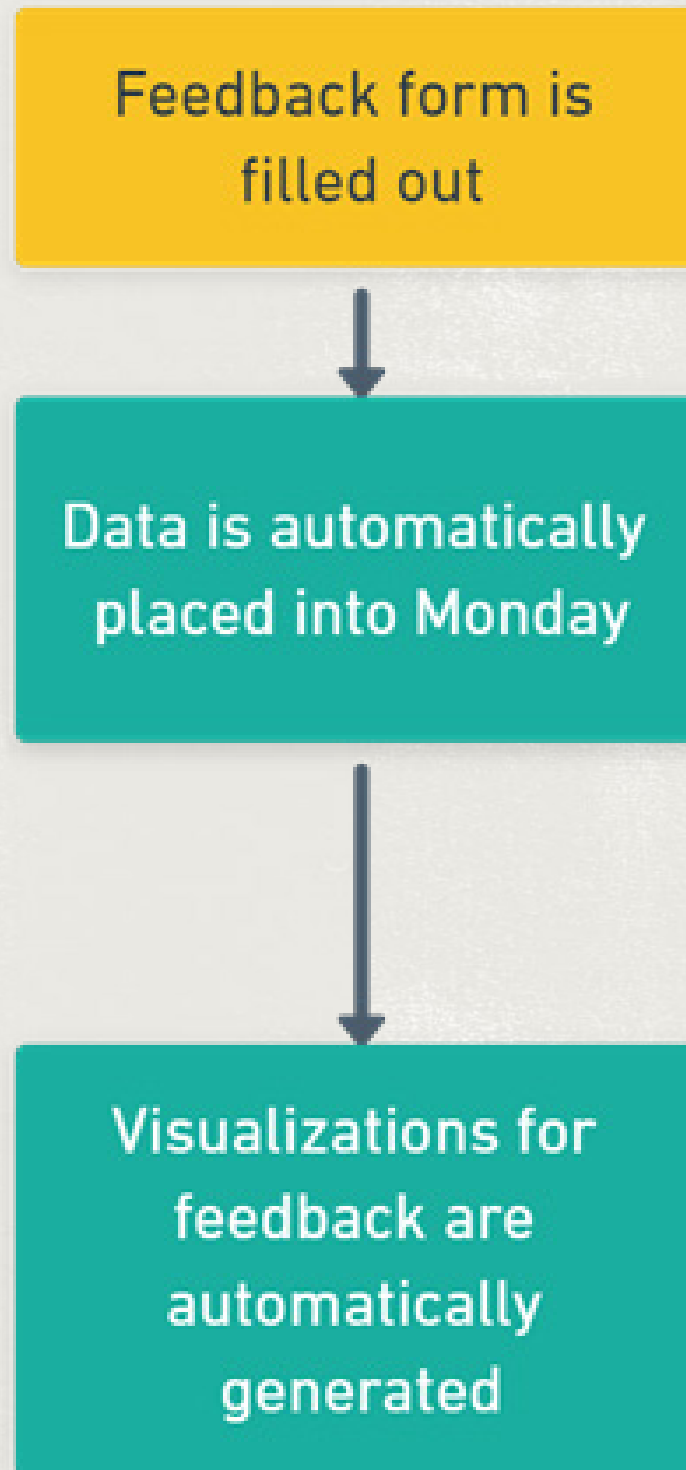 Feedback form is
filled out
Data is automatically
placed into Monday
Visualizations for
feedback are
automatically
generated